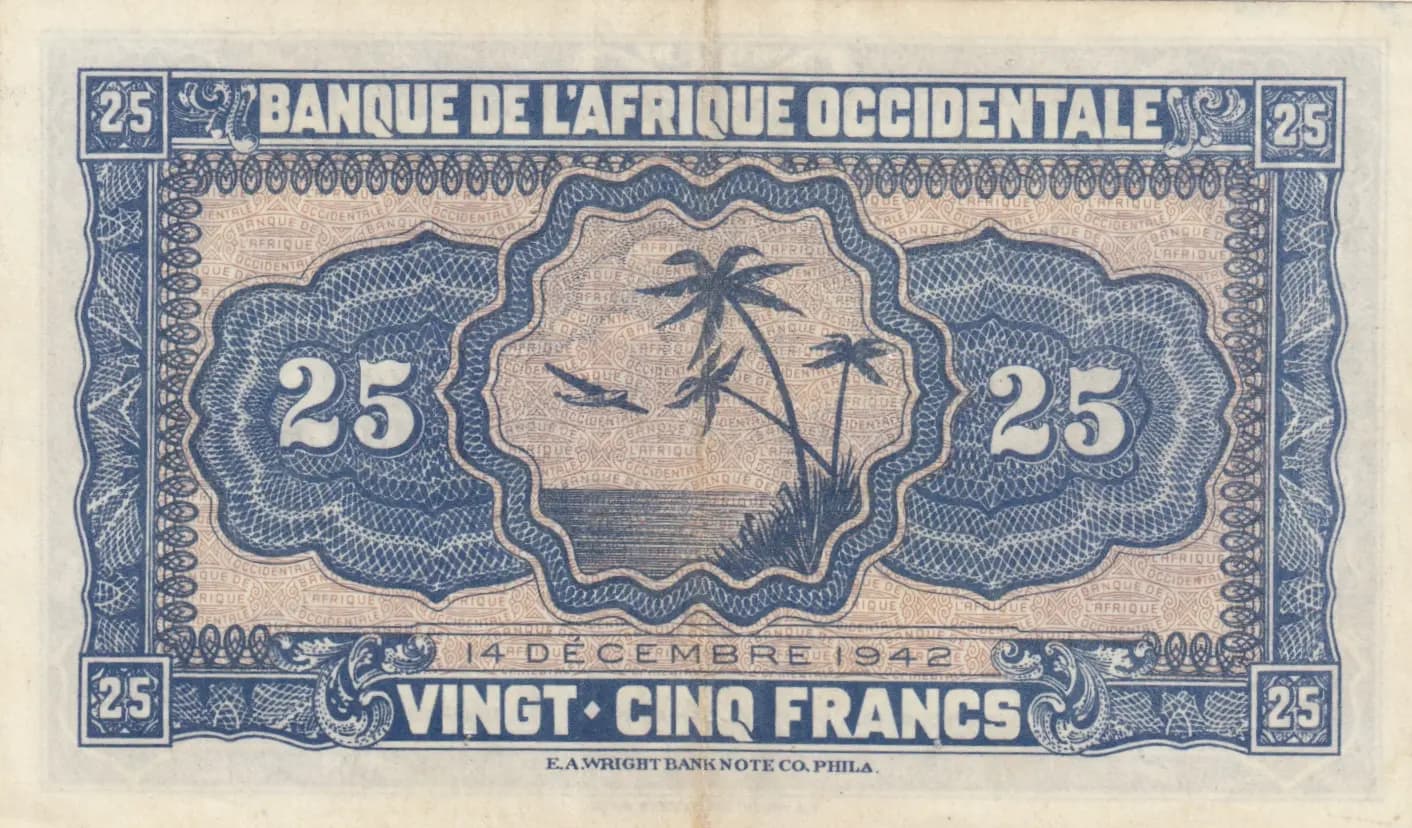 25 BANQUE DE L'AFRIQUE OCCIDENTALE 25
25 25
14 DÉCEMBRE 1942
25 VINGT·CINQ FRANCS 25
E.A.WRIGHT BANK NOTE CO. PHILA.